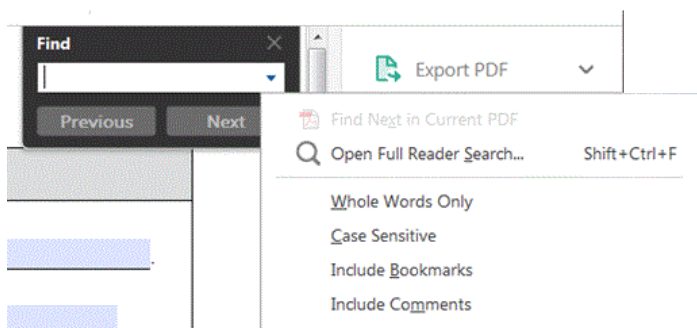 Find
Export PDF
Previous
Next
Find Next in Current PDF
Open Full Reader Search... Shift+Ctrl+F
Whole Words Only
Case Sensitive
Include Bookmarks
Include Comments